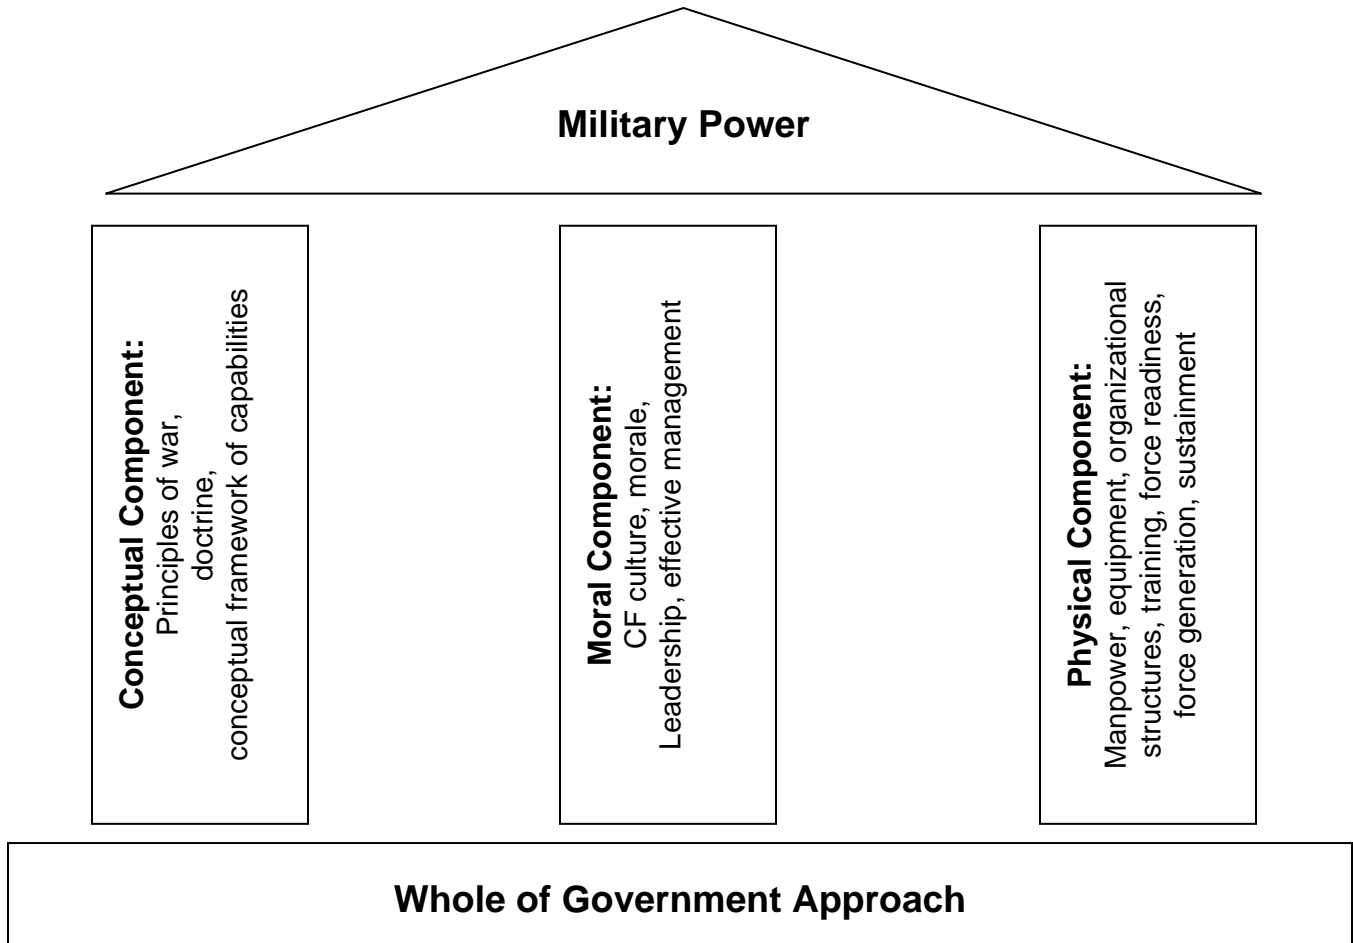 Military Power
Conceptual Component:
Principles of war,
doctrine,
conceptual framework of capabilities
Moral Component:
CF culture, morale,
Leadership, effective management
Physical Component:
Manpower, equipment, organizational
structures, training, force readiness,
force generation, sustainment
Whole of Government Approach